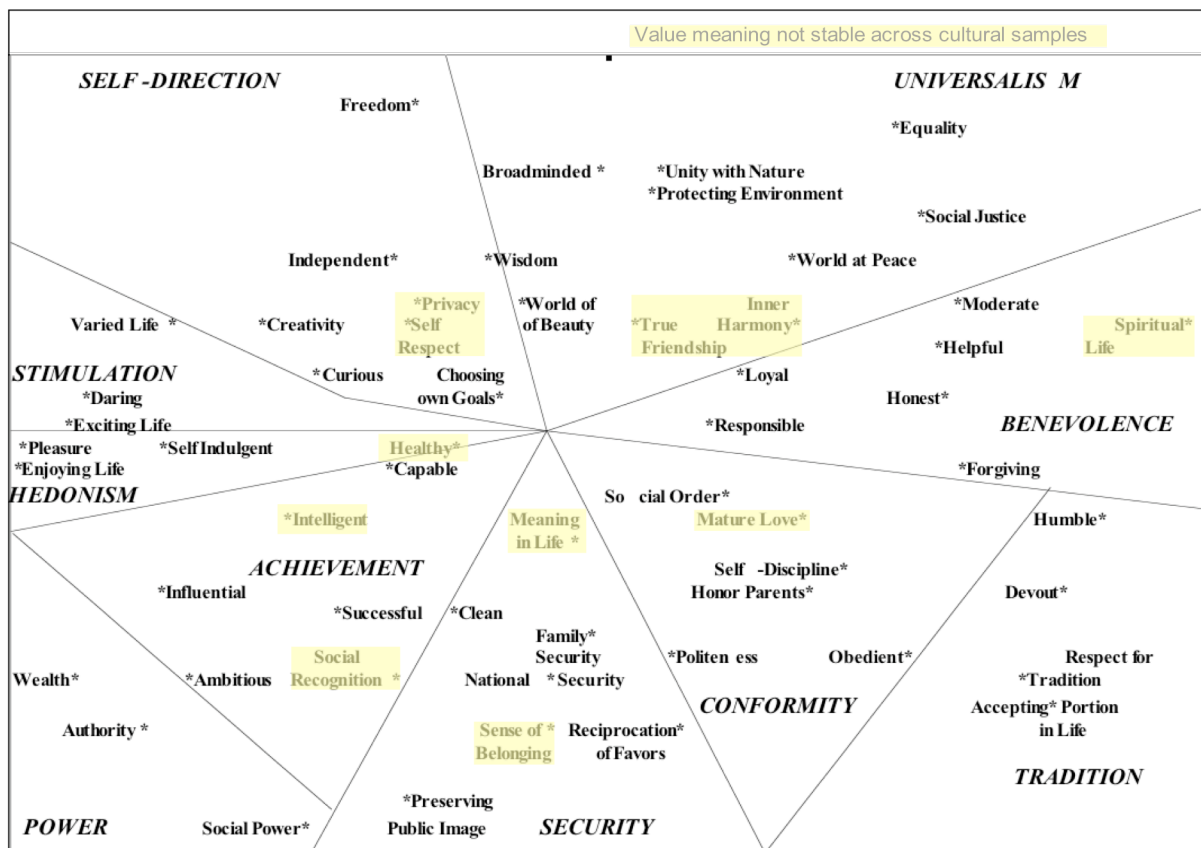 Value meaning not stable across cultural samples
SELF -DIRECTION
UNIVERSALIS M
Freedom*
*Equality
Broadminded *
*Unity with Nature
*Protecting Environment
*Social Justice
Independent*
*Wisdom
*World at Peace
*Privacy
*Self
Respect
*World of
of Beauty
Inner
Harmony*
*True
Friendship
*Moderate
Spiritual*
Life
Varied Life *
*Creativity
*Helpful
STIMULATION
*Curious
Choosing
own Goals*
*Loyal
Honest*
*Daring
*Exciting Life
*Responsible
BENEVOLENCE
*Pleasure
*Self Indulgent
Healthy*
*Enjoying Life
*Capable
*Forgiving
HEDONISM
So cial Order*
*Intelligent
Meaning
in Life *
Mature Love*
Humble*
ACHIEVEMENT
Self -Discipline*
*Influential
Honor Parents*
Devout*
*Successful
*Clean
Family*
Security
*Politen ess
Obedient*
Respect for
*Tradition
Social
Recognition *
Wealth*
*Ambitious
National *Security
CONFORMITY
Accepting* Portion
in Life
Authority *
Sense of *
Belonging
Reciprocation*
of Favors
TRADITION
*Preserving
Public Image
POWER
Social Power*
SECURITY